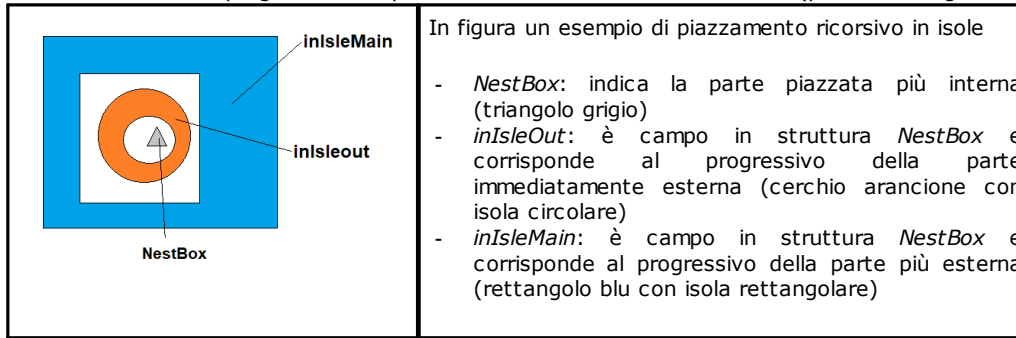 inIsleMain
inIsleout
NestBox
In figura un esempio di piazzamento ricorsivo in isole
- NestBox: indica la parte piazzata più interna
(triangolo grigio)
- inIsleOut: è campo in struttura NestBox e
corrisponde al progressivo della parte
immediatamente esterna (cerchio arancione con
isola circolare)
- inIsleMain: è campo in struttura NestBox e
corrisponde al progressivo della parte più esterna
(rettangolo blu con isola rettangolare)